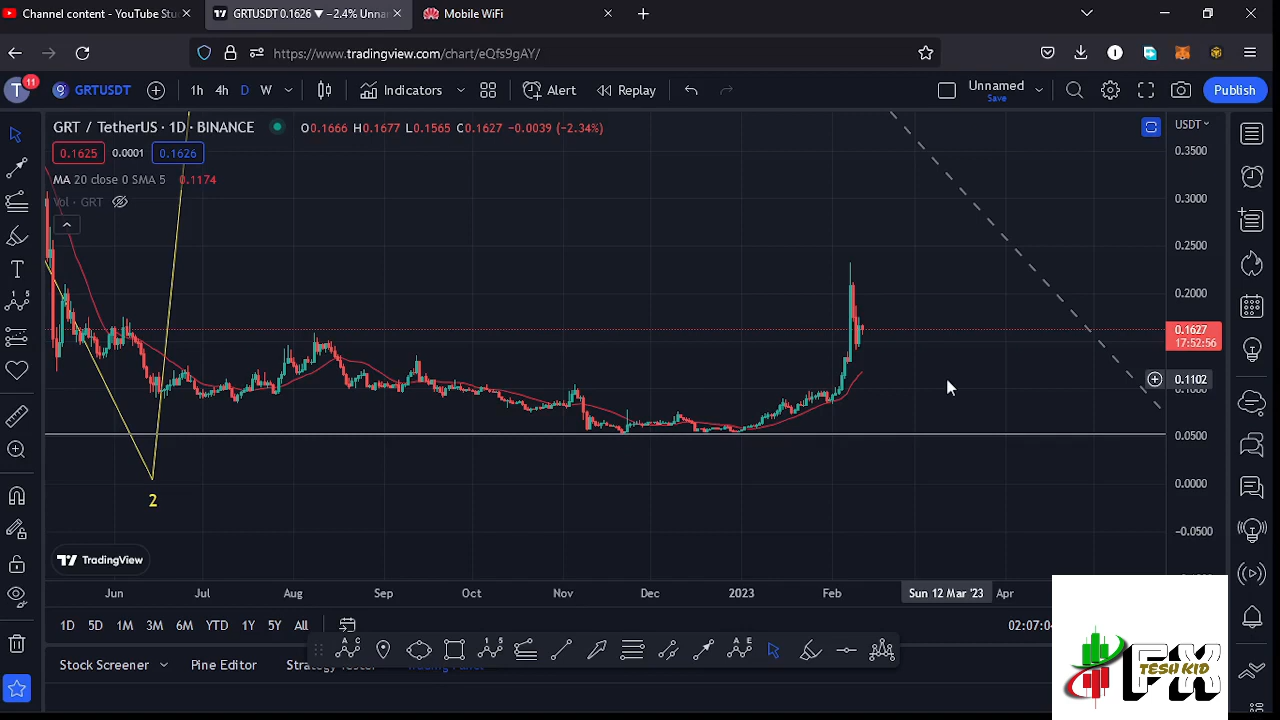 Channel content - YouTube Stu
GRTUSDT 0.1626 ▼ −2.4% Unnan
Mobile WiFi
https://www.tradingview.com/chart/eQfs9gAY/
T 11
GRTUSDT
1h 4h D W
Indicators
Alert
Replay
Unnamed
Save
Publish
GRT / TetherUS · 1D · BINANCE
O0.1666 H0.1677 L0.1565 C0.1627 −0.0039 (−2.34%)
USDT
0.1625 0.0001 0.1626
MA 20 close 0 SMA 5 0.1174
Vol · GRT
0.3500
0.3000
0.2500
0.2000
0.1627
17:52:56
0.1102
0.0500
0.0000
−0.0500
2
TradingView
Jun Jul Aug Sep Oct Nov Dec 2023 Feb Sun 12 Mar '23 Apr
1D 5D 1M 3M 6M YTD 1Y 5Y All
02:07:04
Stock Screener
Pine Editor
FX
TESH KID